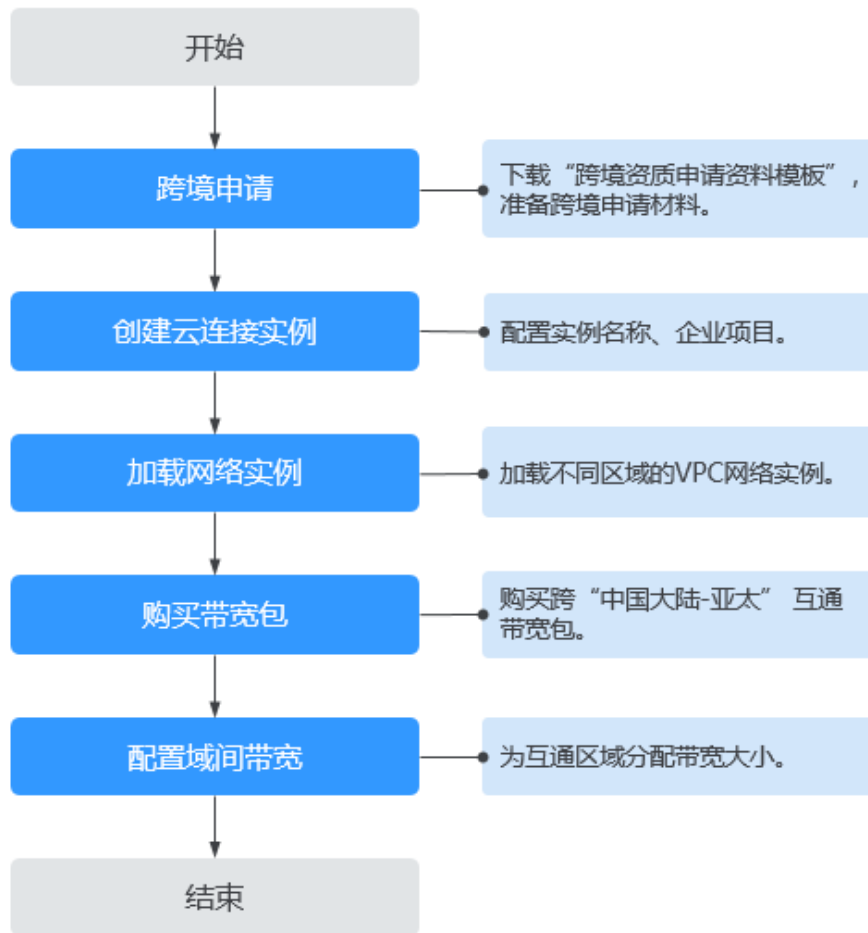 开始
跨境申请
下载“跨境资质申请资料模板”，
准备跨境申请材料。
创建云连接实例
配置实例名称、企业项目。
加载网络实例
加载不同区域的VPC网络实例。
购买带宽包
购买跨“中国大陆-亚太” 互通
带宽包。
配置域间带宽
为互通区域分配带宽大小。
结束